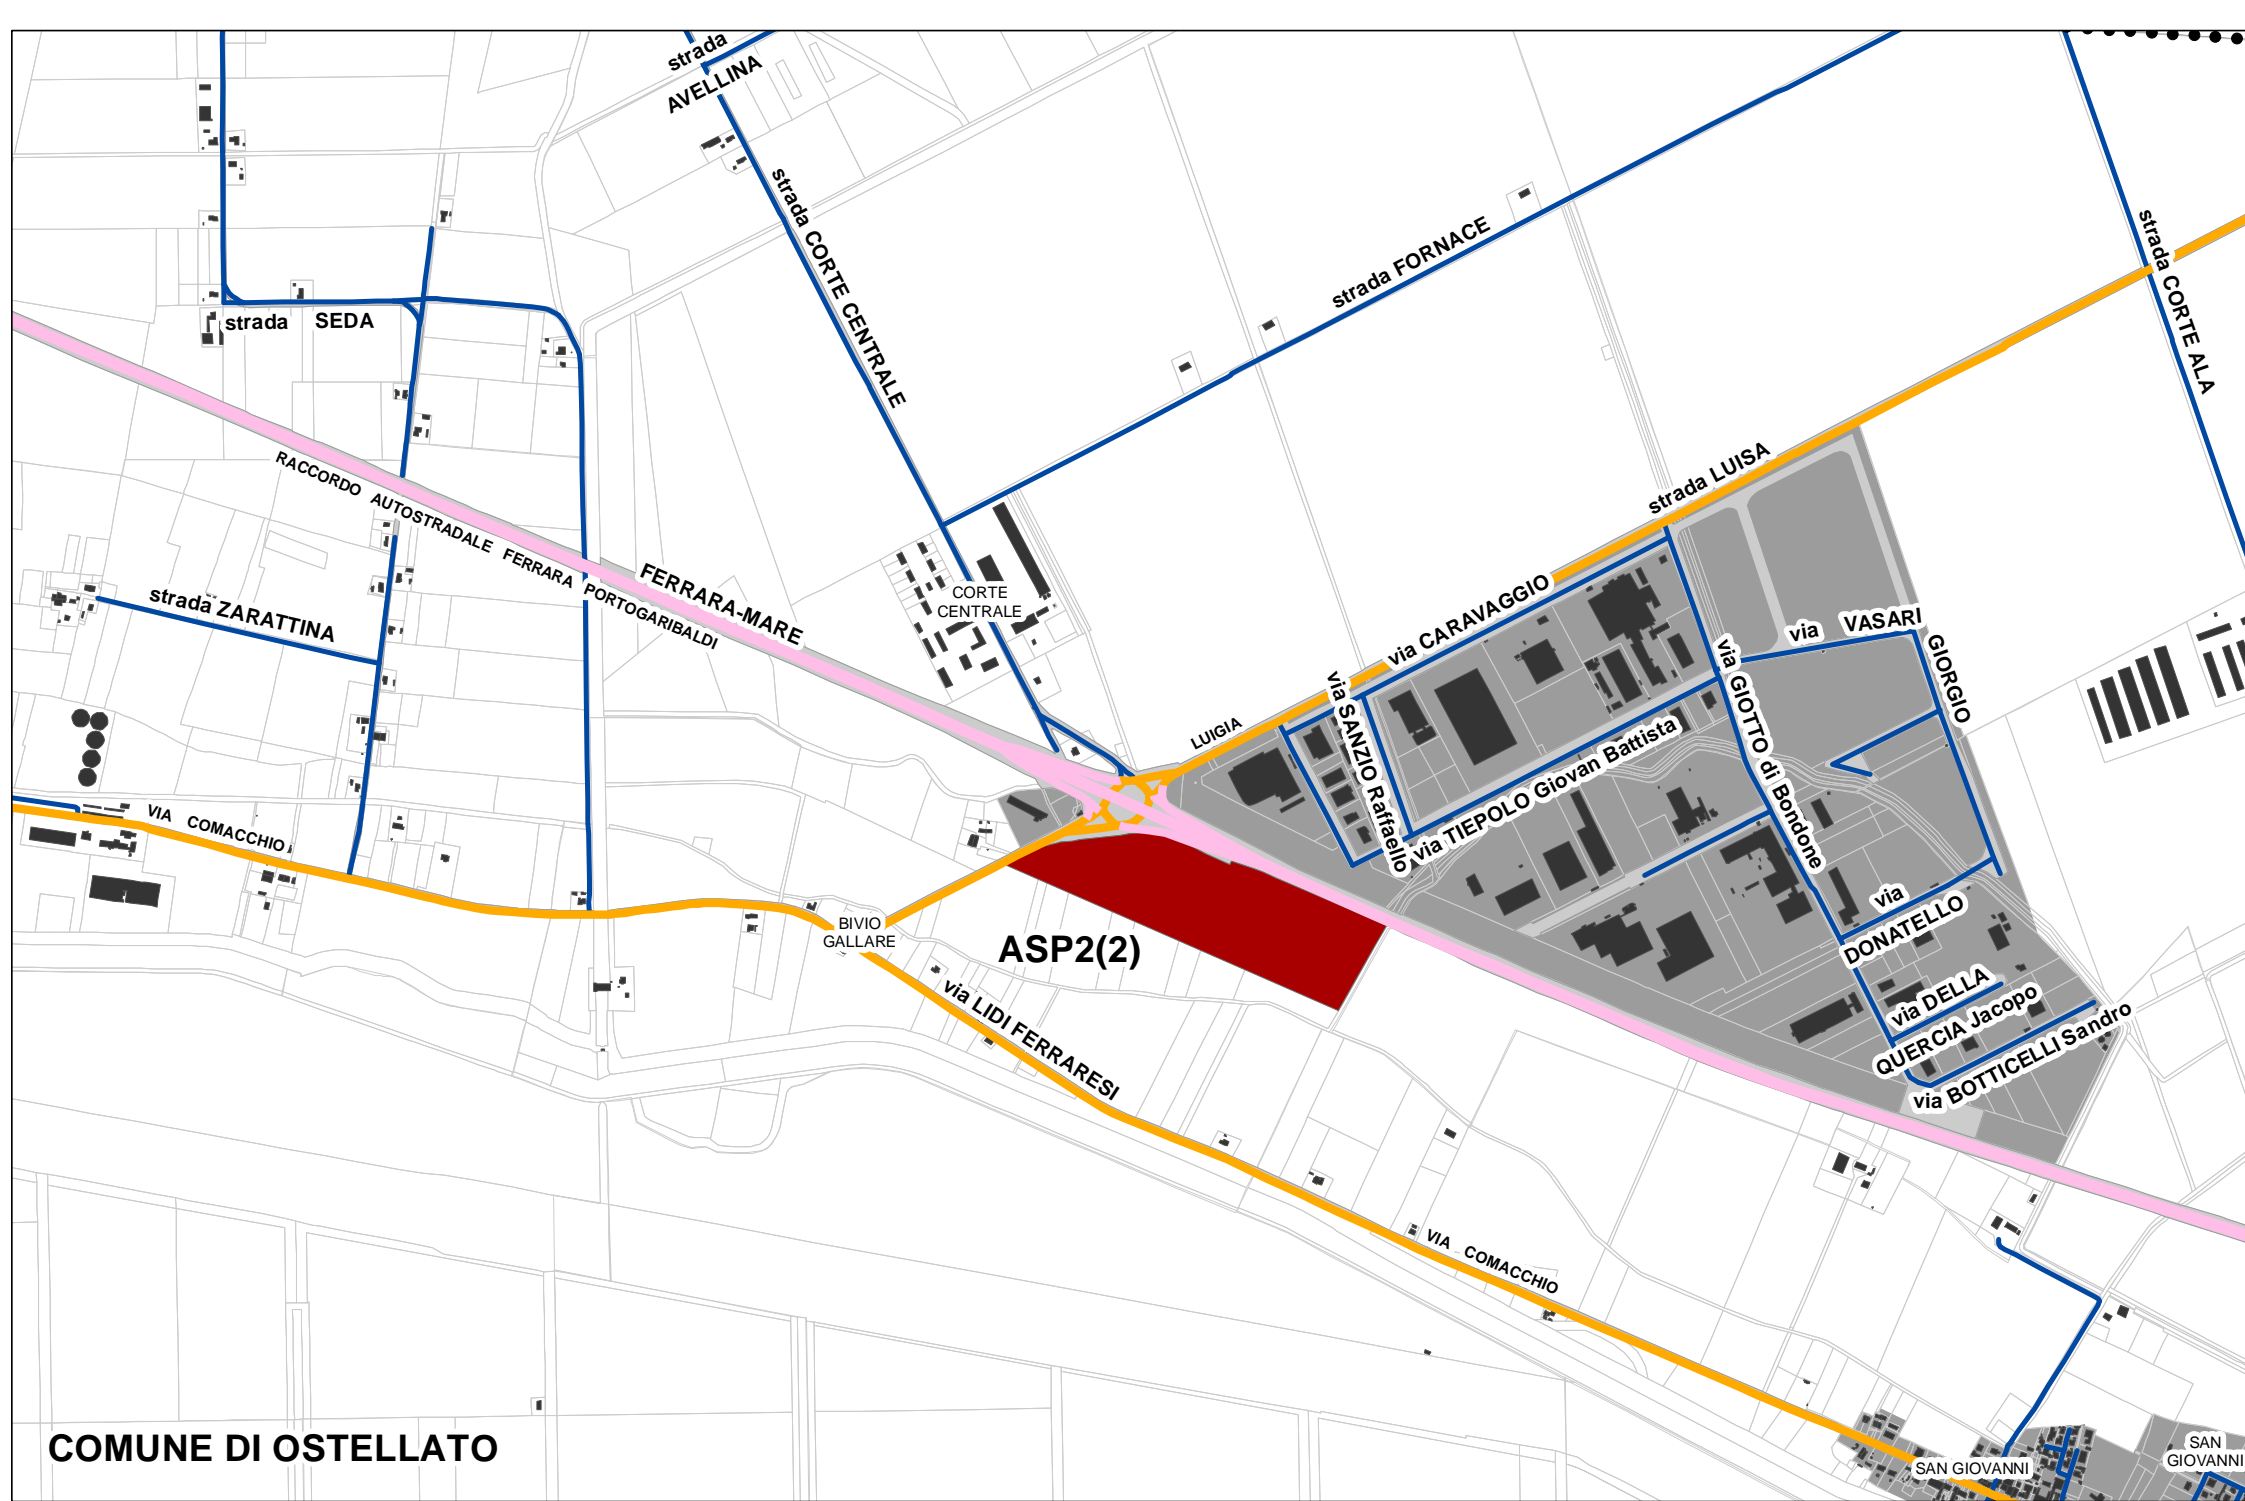 strada
AVELLINA
strada CORTE CENTRALE
strada FORNACE
strada CORTE ALA
strada SEDA
RACCORDO AUTOSTRADALE FERRARA PORTOGARIBALDI
FERRARA-MARE
strada LUISA
CORTE
CENTRALE
strada ZARATTINA
via CARAVAGGIO
via VASARI
GIORGIO
via GIOTTO di Bondone
via SANZIO Raffaello
LUIGIA
via TIEPOLO Giovan Battista
VIA COMACCHIO
BIVIO
GALLARE
ASP2(2)
via
DONATELLO
via LIDI FERRARESI
via DELLA
QUERCIA Jacopo
via BOTTICELLI Sandro
VIA COMACCHIO
COMUNE DI OSTELLATO
SAN GIOVANNI
SAN
GIOVANNI